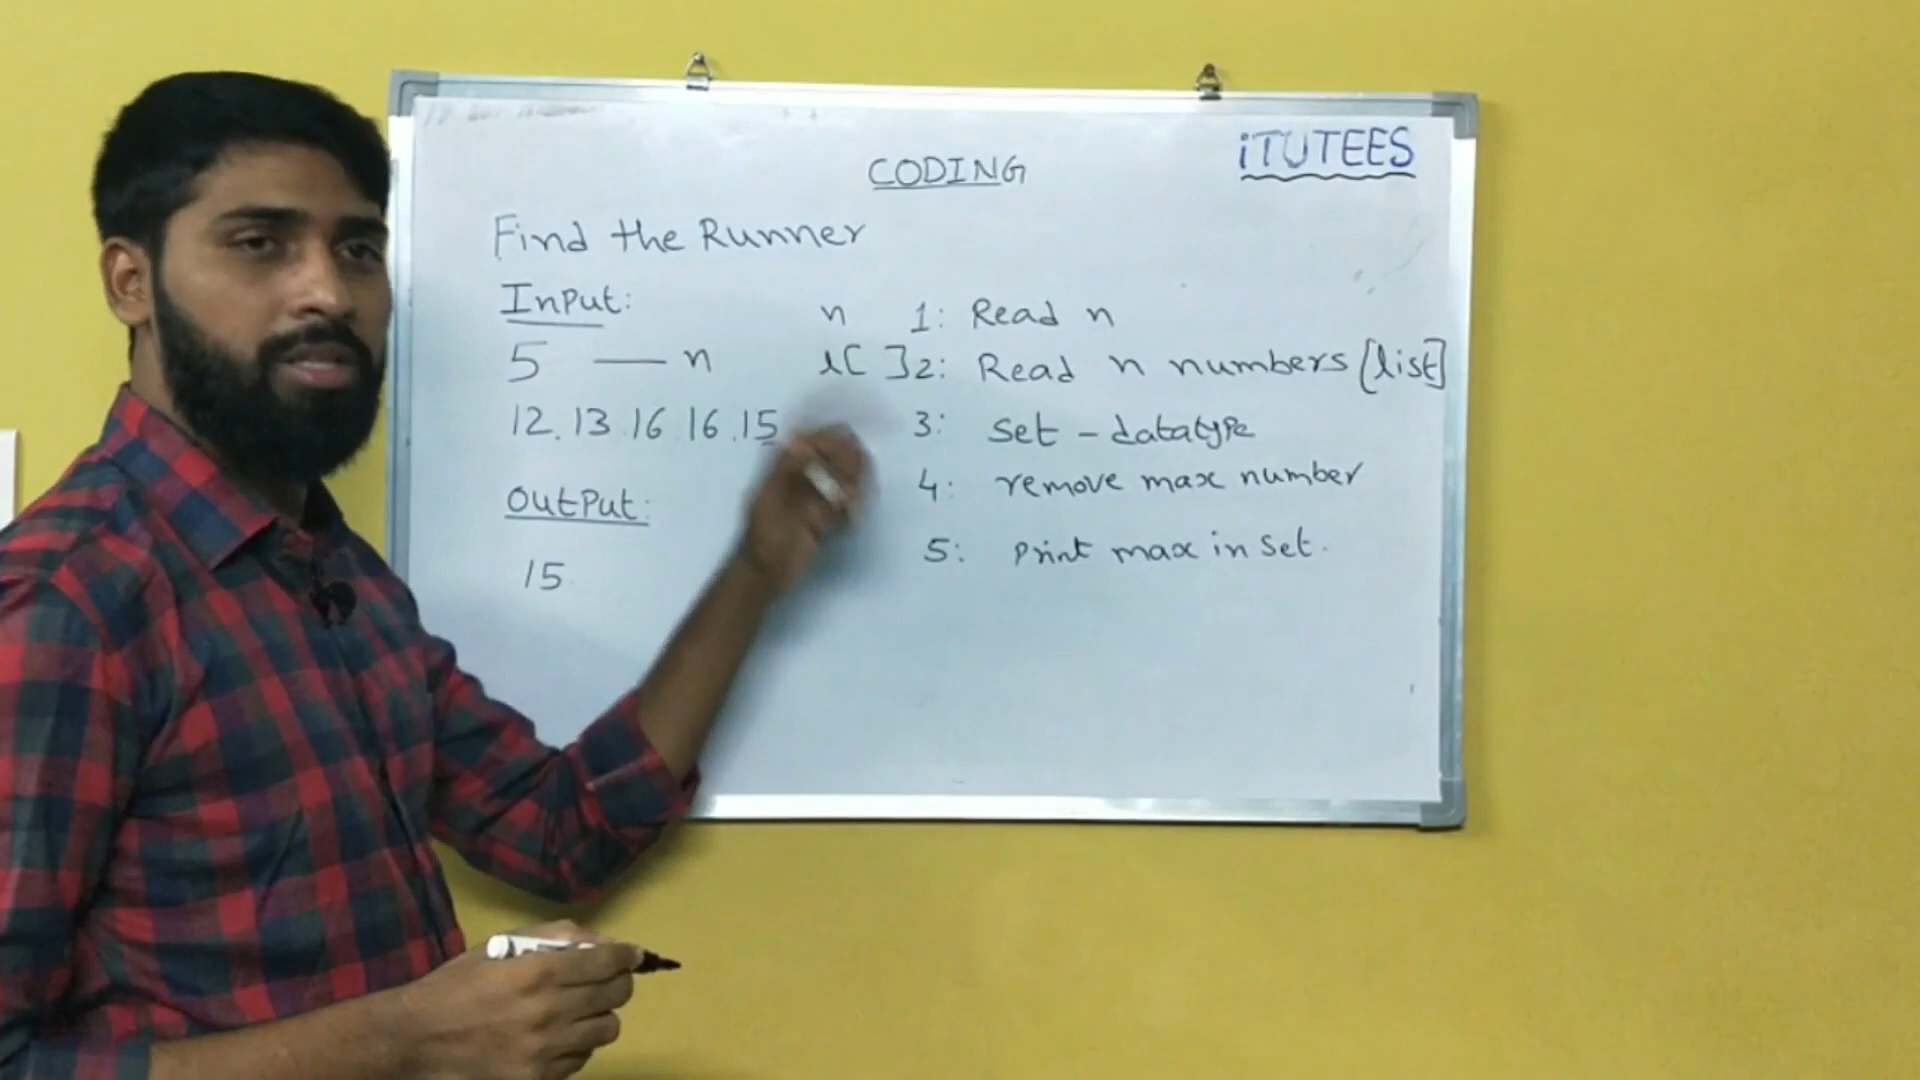 iTUTEES
CODING
Find the Runner
Input:
5 — n
12 13 16 16 15
Output:
15
n
l[ ]
1: Read n
2: Read n numbers [list]
3: set - datatype
4: remove max number
5: Print max in set.